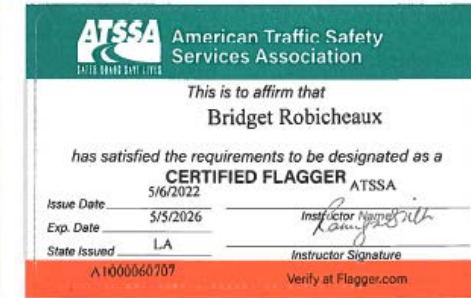 ATSSA
SAFER ROADS SAVE LIVES
American Traffic Safety
Services Association
This is to affirm that
Bridget Robicheaux
has satisfied the requirements to be designated as a
CERTIFIED FLAGGER
Issue Date 5/6/2022
ATSSA
Instructor Name
Exp. Date 5/5/2026
State Issued LA
Instructor Signature
A1000060707
Verify at Flagger.com